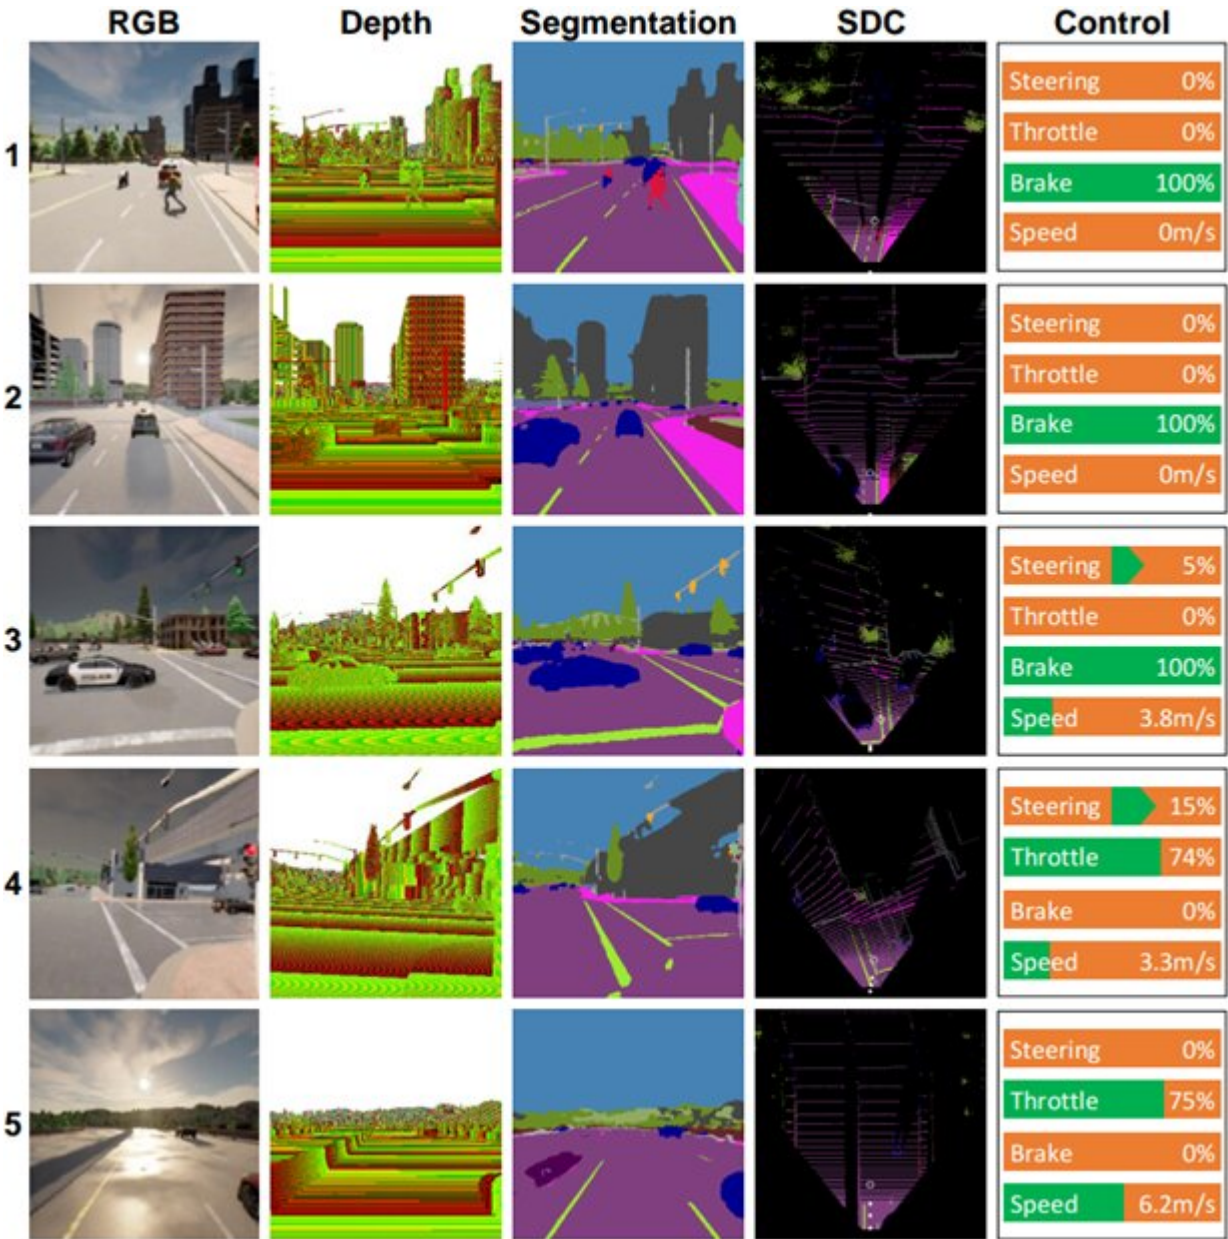 RGB Depth Segmentation SDC Control
1
Steering 0%
Throttle 0%
Brake 100%
Speed 0m/s
2
Steering 0%
Throttle 0%
Brake 100%
Speed 0m/s
3
Steering 5%
Throttle 0%
Brake 100%
Speed 3.8m/s
4
Steering 15%
Throttle 74%
Brake 0%
Speed 3.3m/s
5
Steering 0%
Throttle 75%
Brake 0%
Speed 6.2m/s